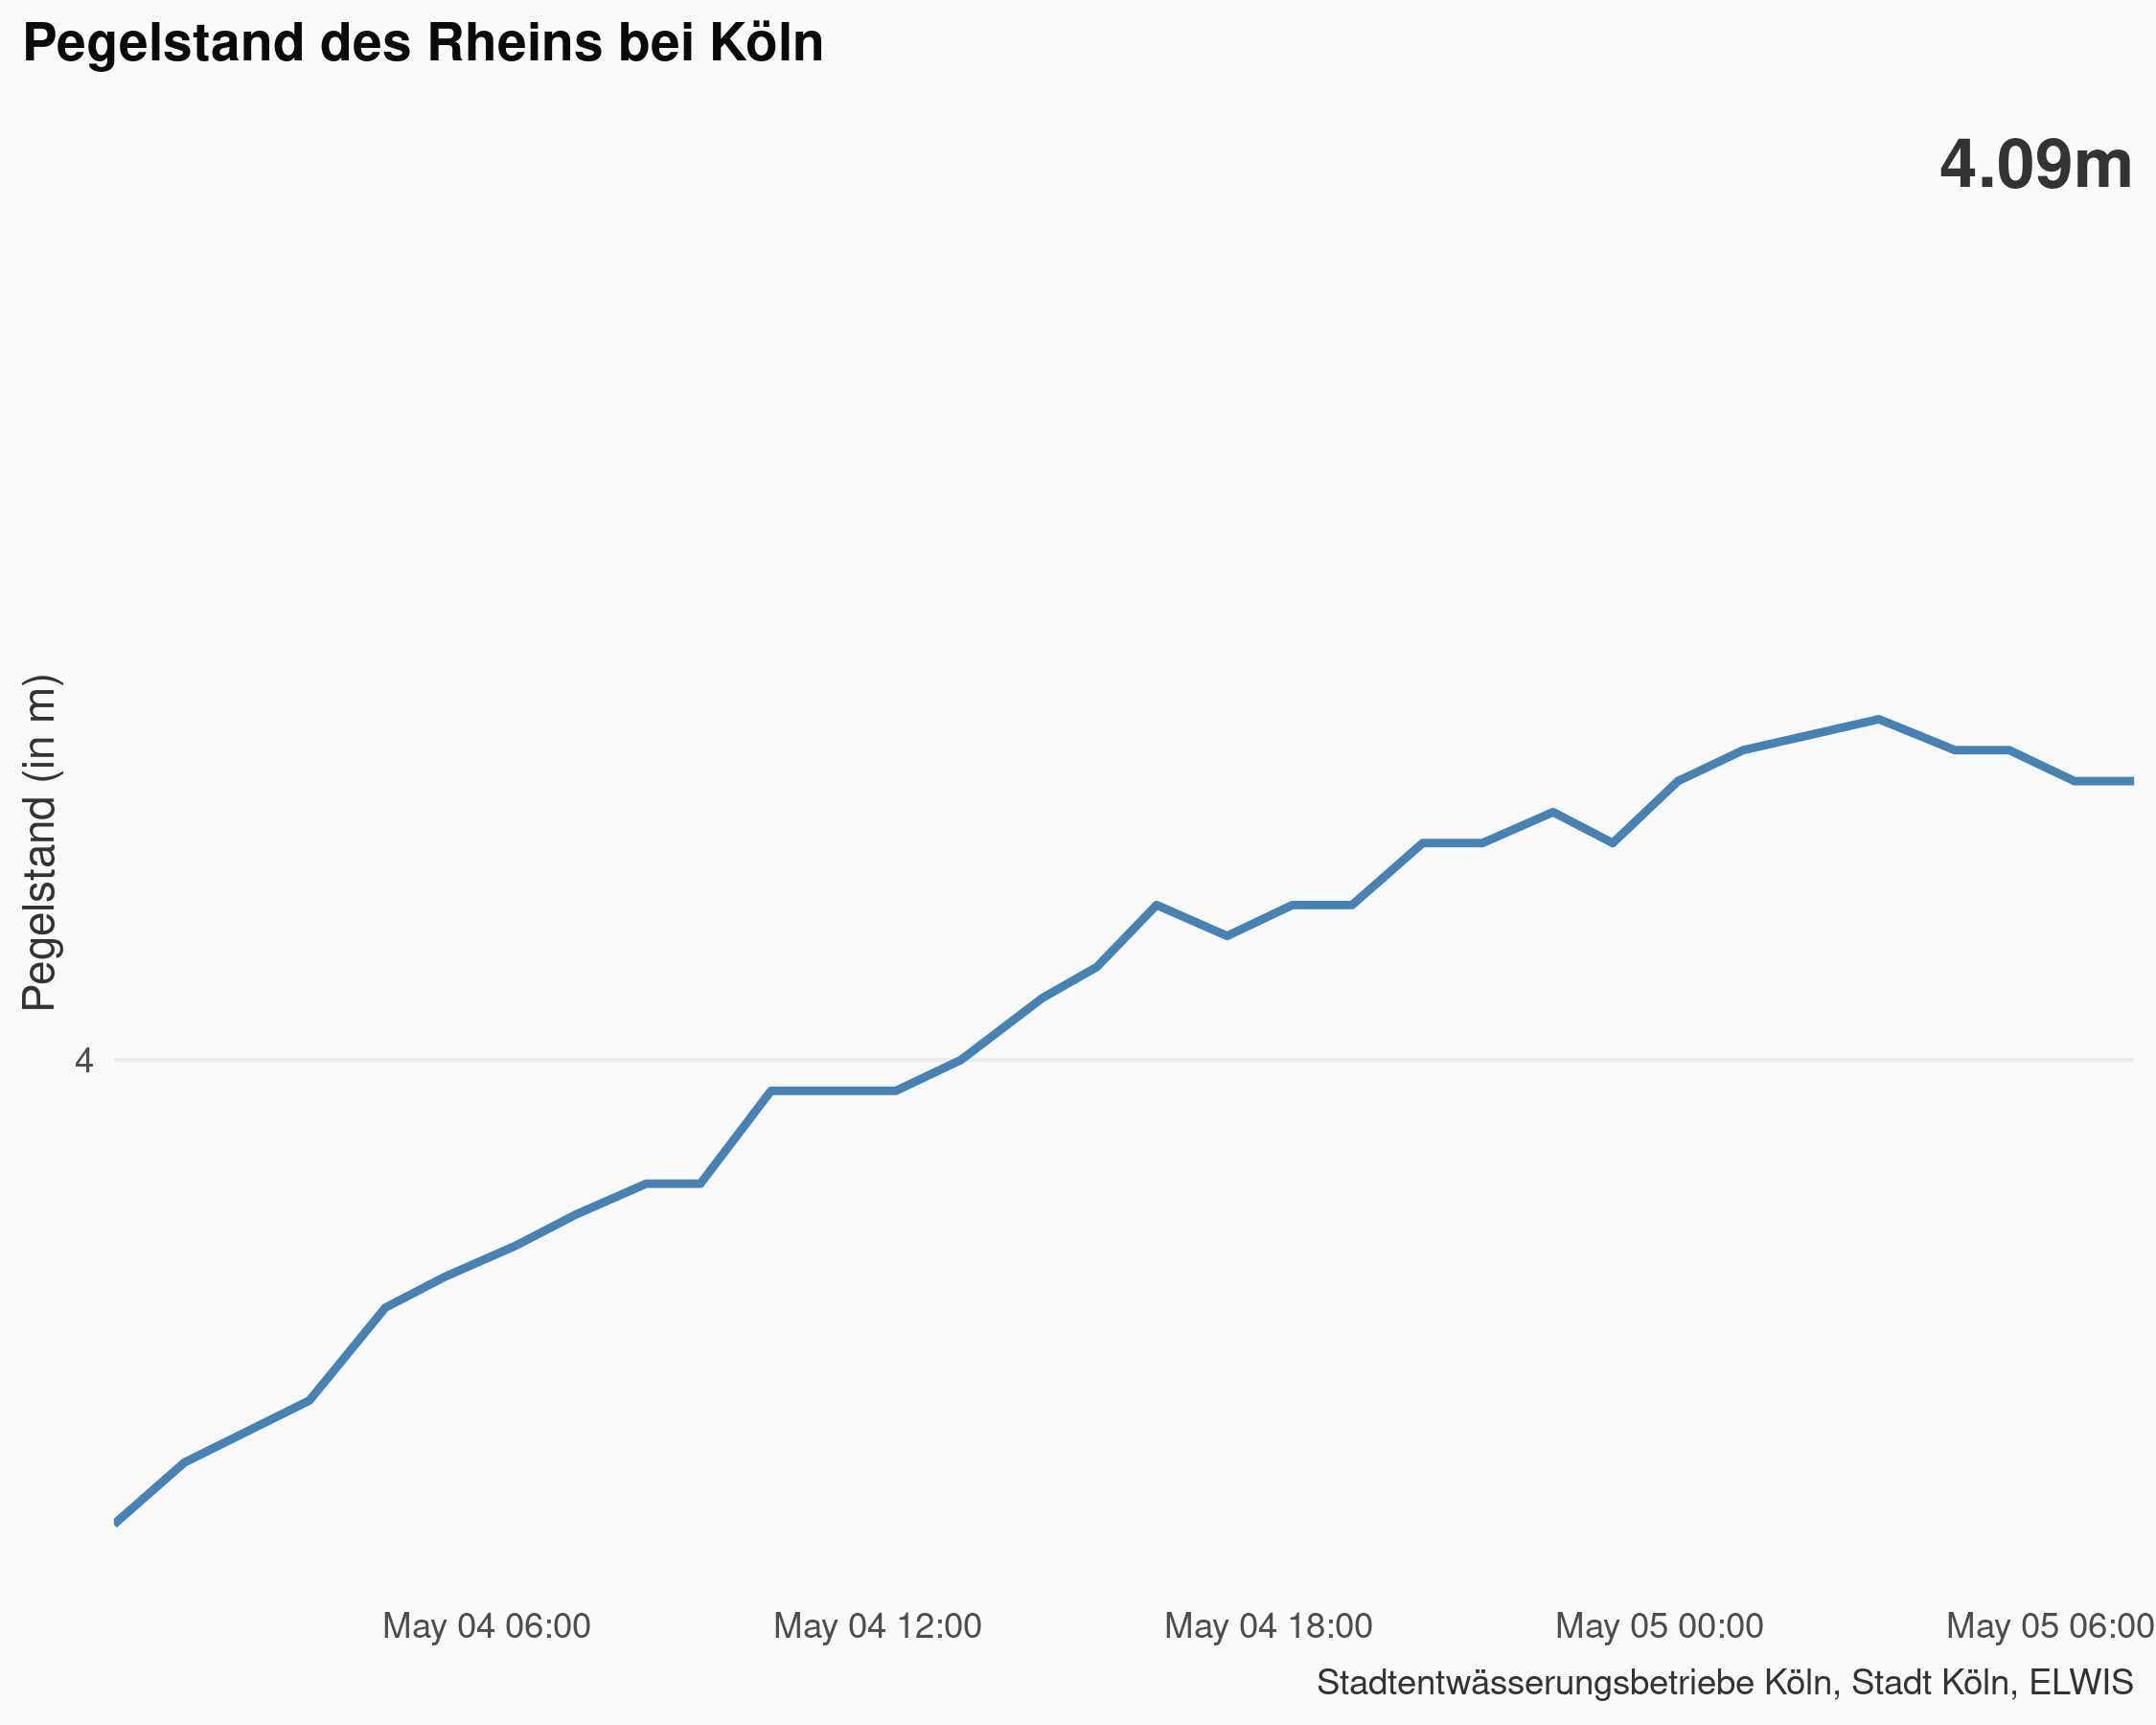 Pegelstand des Rheins bei Köln
4.09m
Pegelstand (in m)
4
May 04 06:00
May 04 12:00
May 04 18:00
May 05 00:00
May 05 06:00
Stadtentwässerungsbetriebe Köln, Stadt Köln, ELWIS